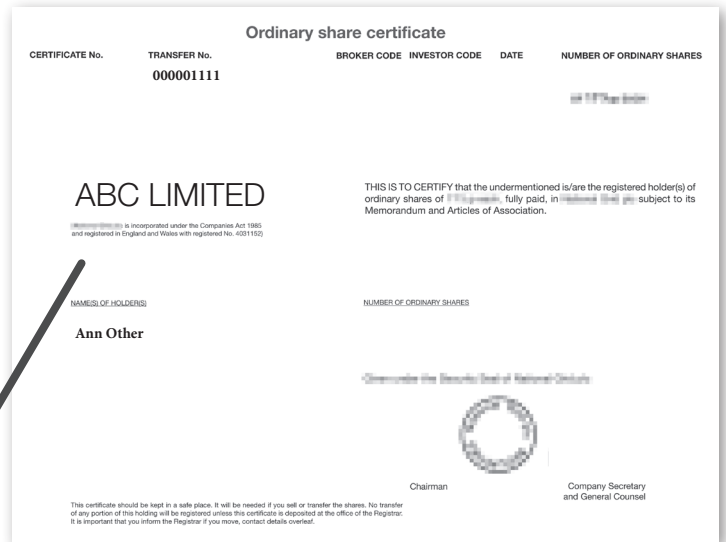 Ordinary share certificate
CERTIFICATE No. TRANSFER No. BROKER CODE INVESTOR CODE DATE NUMBER OF ORDINARY SHARES
000001111
ABC LIMITED
THIS IS TO CERTIFY that the undermentioned is/are the registered holder(s) of
ordinary shares of , fully paid, in subject to its
Memorandum and Articles of Association.
is incorporated under the Companies Act 1985
and registered in England and Wales with registered No. 4031152)
NAME(S) OF HOLDER(S)
NUMBER OF ORDINARY SHARES
Ann Other
Chairman
Company Secretary
and General Counsel
This certificate should be kept in a safe place. It will be needed if you sell or transfer the shares. No transfer
of any portion of this holding will be registered unless this certificate is deposited at the office of the Registrar.
It is important that you inform the Registrar if you move, contact details overleaf.